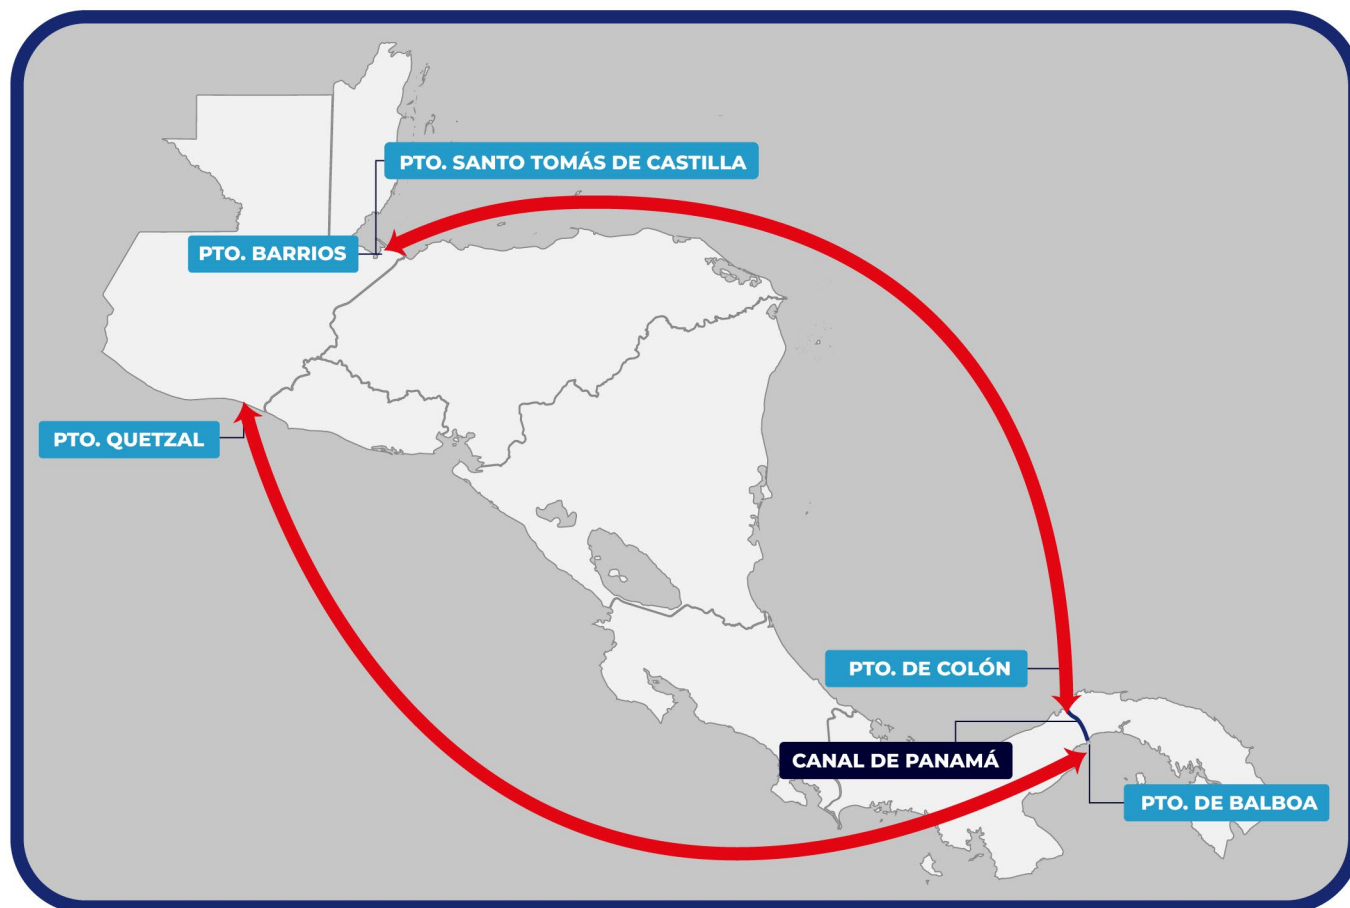 PTO. SANTO TOMÁS DE CASTILLA
PTO. BARRIOS
PTO. QUETZAL
PTO. DE COLÓN
CANAL DE PANAMÁ
PTO. DE BALBOA